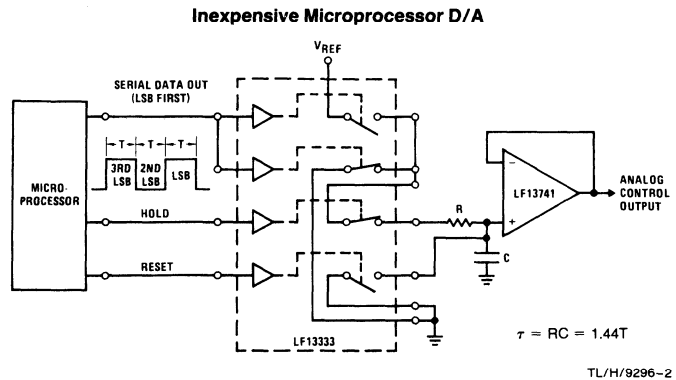 Inexpensive Microprocessor D/A
VREF
SERIAL DATA OUT
(LSB FIRST)
T
T
T
3RD
LSB
2ND
LSB
LSB
MICRO-
PROCESSOR
HOLD
RESET
LF13333
R
C
−
+
LF13741
ANALOG
CONTROL
OUTPUT
τ = RC = 1.44T
TL/H/9296–2